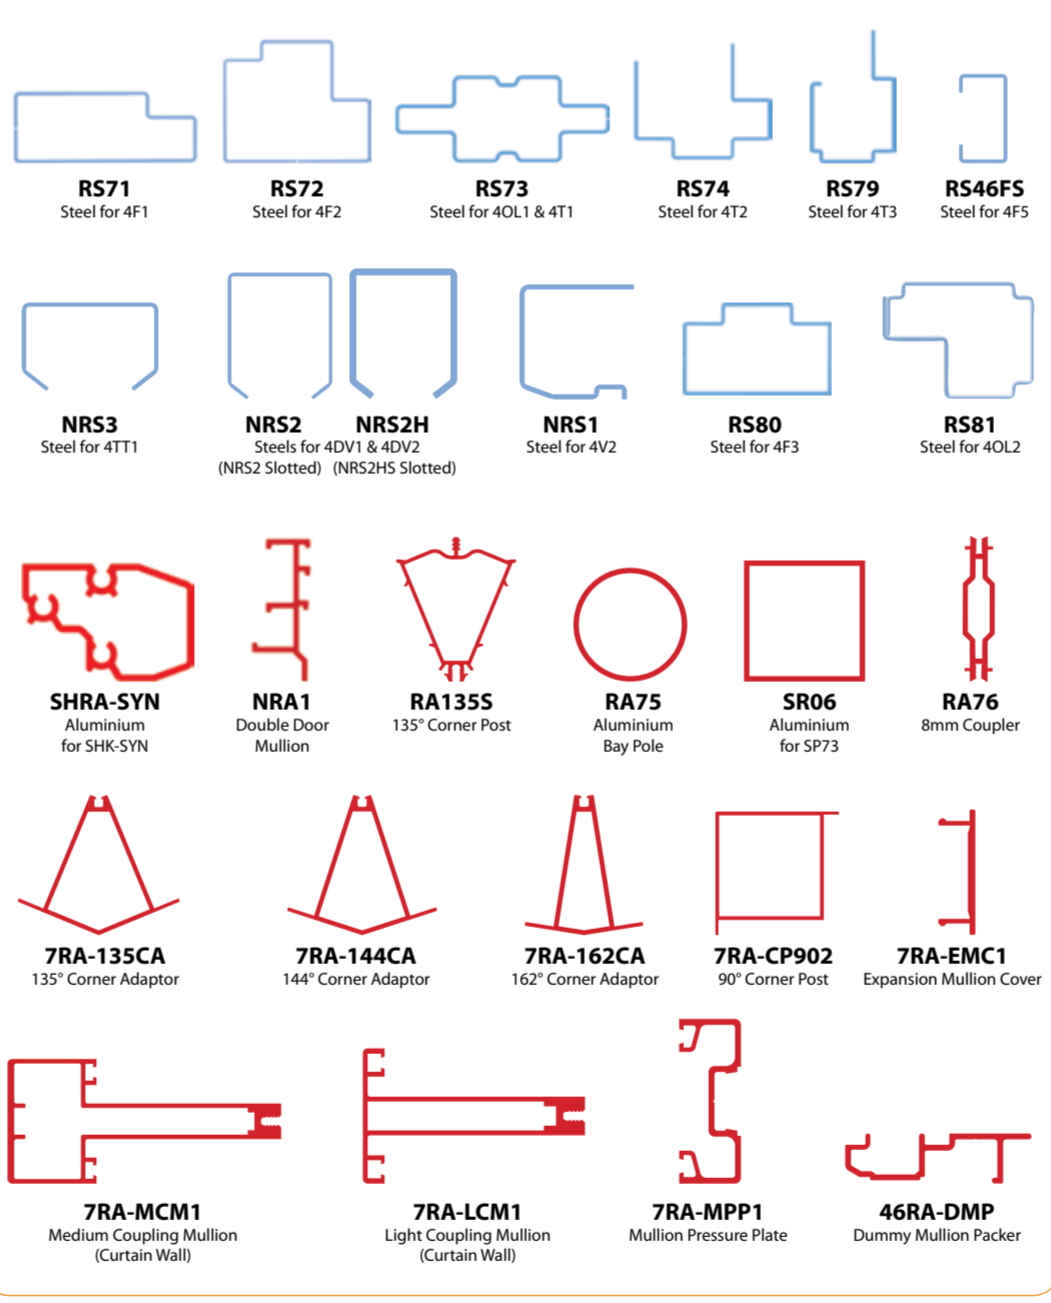 RS71
Steel for 4F1
RS72
Steel for 4F2
RS73
Steel for 4OL1 & 4T1
RS74
Steel for 4T2
RS79
Steel for 4T3
RS46FS
Steel for 4F5
NRS3
Steel for 4TT1
NRS2 NRS2H
Steels for 4DV1 & 4DV2
(NRS2 Slotted) (NRS2HS Slotted)
NRS1
Steel for 4V2
RS80
Steel for 4F3
RS81
Steel for 4OL2
SHRA-SYN
Aluminium
for SHK-SYN
NRA1
Double Door
Mullion
RA135S
135° Corner Post
RA75
Aluminium
Bay Pole
SR06
Aluminium
for SP73
RA76
8mm Coupler
7RA-135CA
135° Corner Adaptor
7RA-144CA
144° Corner Adaptor
7RA-162CA
162° Corner Adaptor
7RA-CP902
90° Corner Post
7RA-EMC1
Expansion Mullion Cover
7RA-MCM1
Medium Coupling Mullion
(Curtain Wall)
7RA-LCM1
Light Coupling Mullion
(Curtain Wall)
7RA-MPP1
Mullion Pressure Plate
46RA-DMP
Dummy Mullion Packer